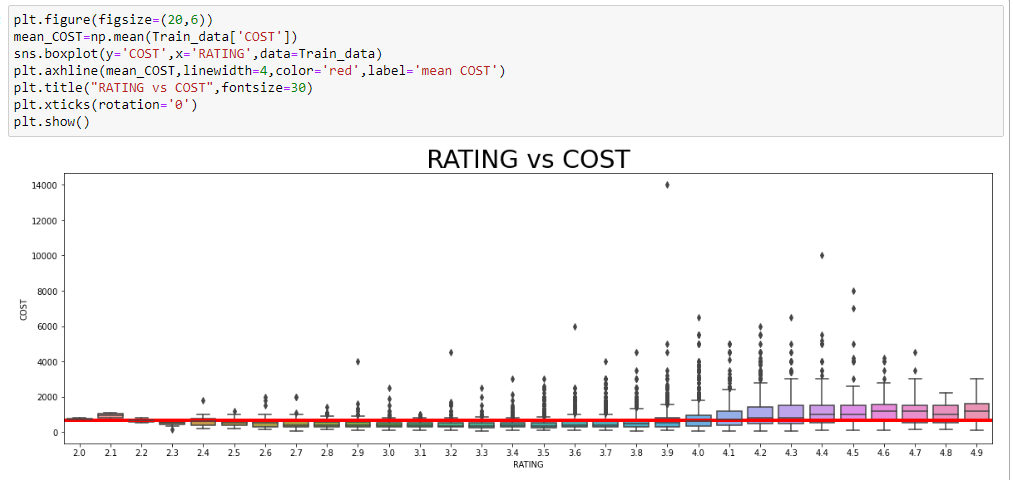 plt.figure(figsize=(20,6))
mean_COST=np.mean(Train_data['COST'])
sns.boxplot(y='COST',x='RATING',data=Train_data)
plt.axhline(mean_COST,linewidth=4,color='red',label='mean COST')
plt.title("RATING vs COST",fontsize=30)
plt.xticks(rotation='0')
plt.show()
RATING vs COST
14000
12000
10000
8000
6000
4000
2000
0
COST
2.0 2.1 2.2 2.3 2.4 2.5 2.6 2.7 2.8 2.9 3.0 3.1 3.2 3.3 3.4 3.5 3.6 3.7 3.8 3.9 4.0 4.1 4.2 4.3 4.4 4.5 4.6 4.7 4.8 4.9
RATING